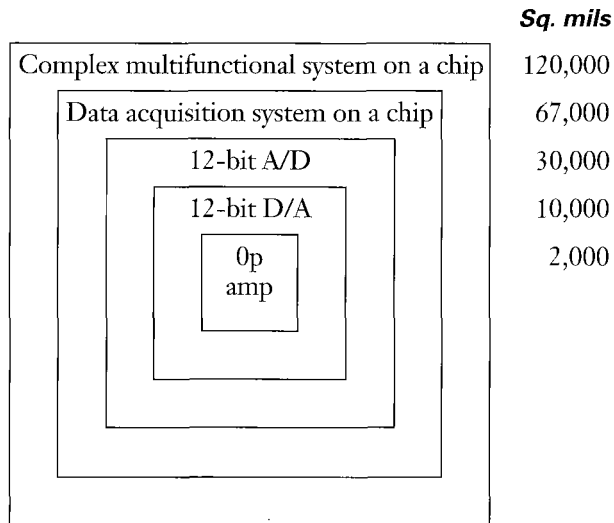 Sq. mils
Complex multifunctional system on a chip 120,000
Data acquisition system on a chip 67,000
12-bit A/D 30,000
12-bit D/A 10,000
0p 2,000
amp